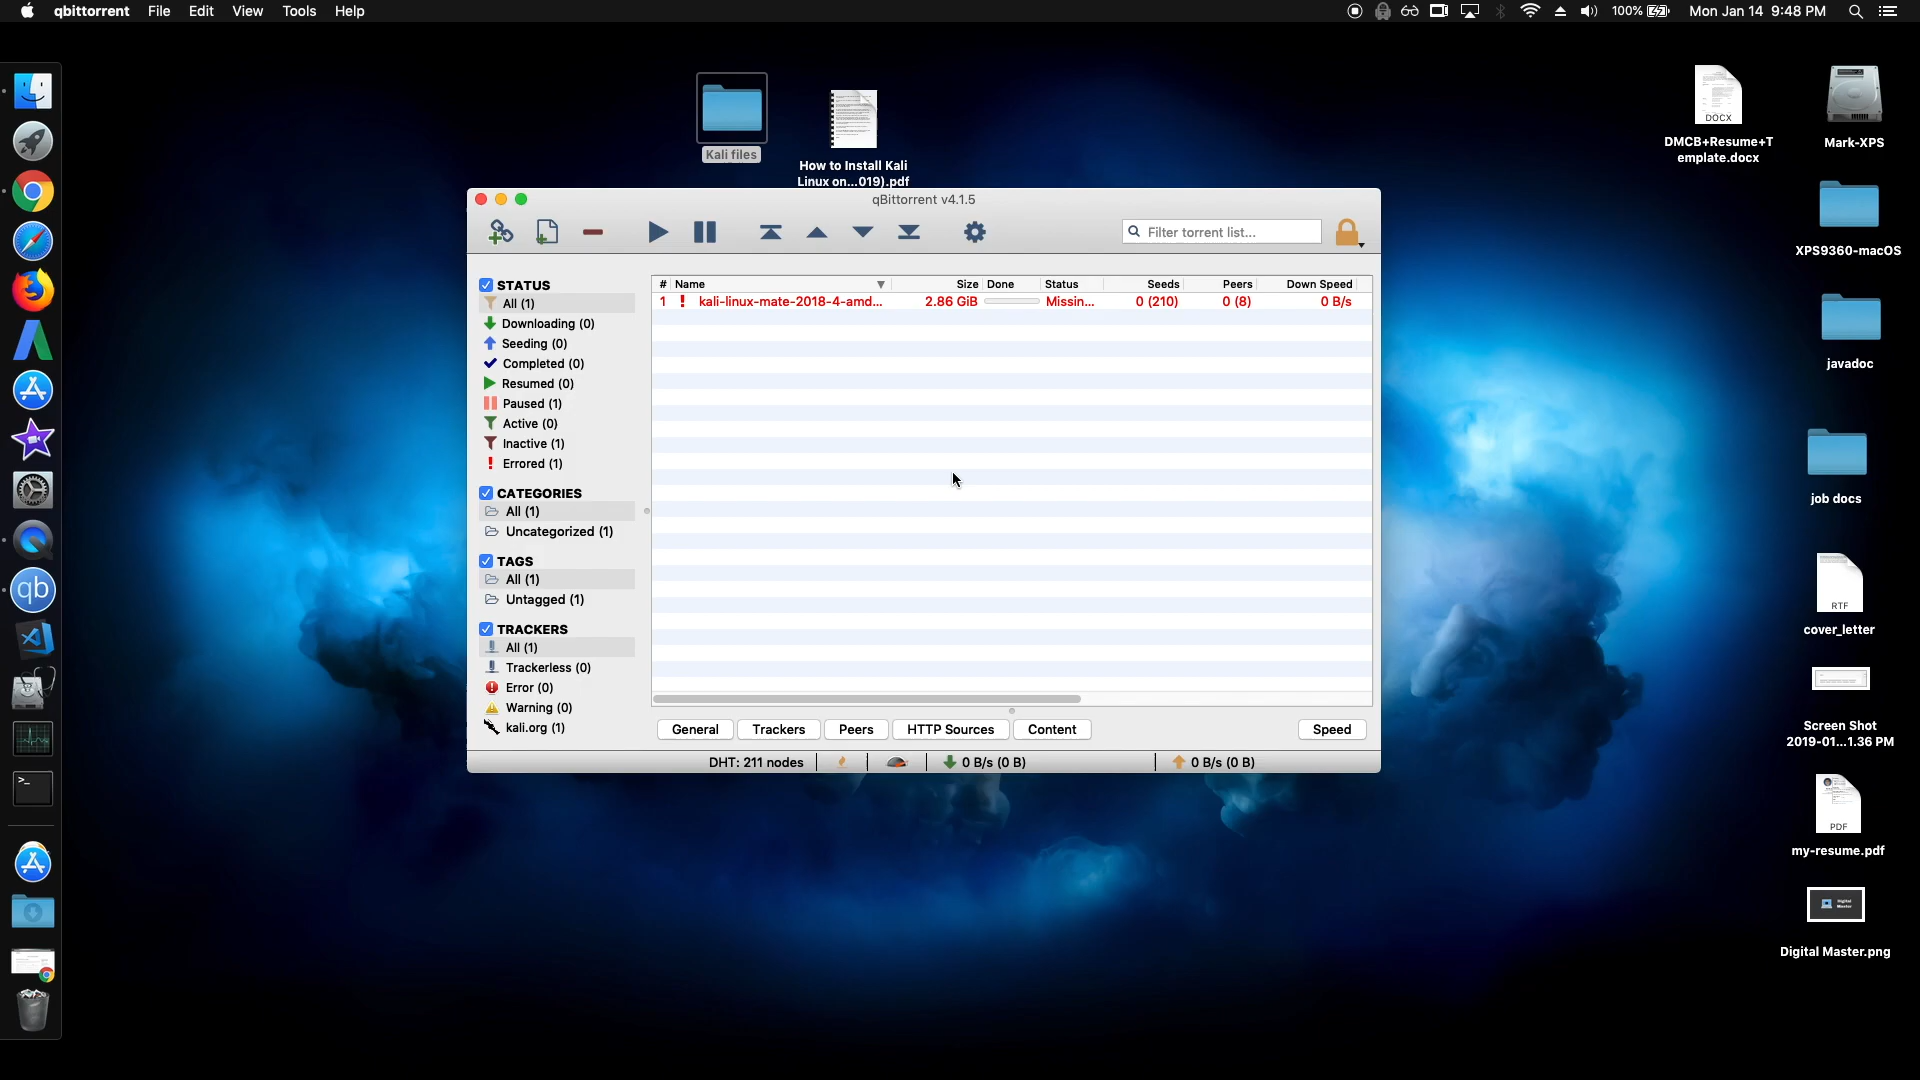 qbittorrent File Edit View Tools Help
100% Mon Jan 14 9:48 PM
Kali files
How to Install Kali
Linux on...019).pdf
DOCX
DMCB+Resume+T
emplate.docx
Mark-XPS
XPS9360-macOS
javadoc
job docs
RTF
cover_letter
Screen Shot
2019-01...1.36 PM
PDF
my-resume.pdf
Digital
Master
Digital Master.png
qb
>_
qBittorrent v4.1.5
Filter torrent list...
STATUS
All (1)
Downloading (0)
Seeding (0)
Completed (0)
Resumed (0)
Paused (1)
Active (0)
Inactive (1)
Errored (1)
CATEGORIES
All (1)
Uncategorized (1)
TAGS
All (1)
Untagged (1)
TRACKERS
All (1)
Trackerless (0)
Error (0)
Warning (0)
kali.org (1)
# Name Size Done Status Seeds Peers Down Speed
1 ! kali-linux-mate-2018-4-amd... 2.86 GiB Missin... 0 (210) 0 (8) 0 B/s
General Trackers Peers HTTP Sources Content Speed
DHT: 211 nodes 0 B/s (0 B) 0 B/s (0 B)